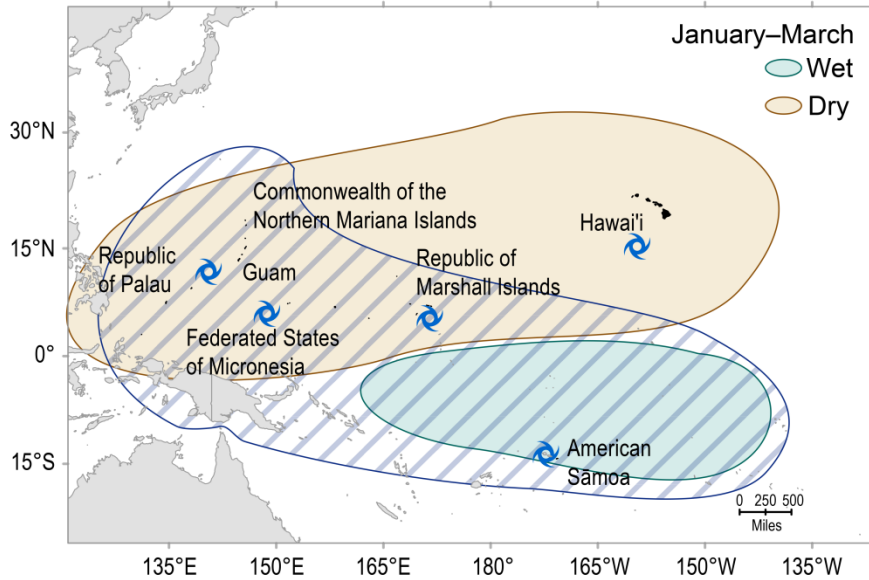 January–March
Wet
Dry
30°N
15°N
0°
15°S
Commonwealth of the
Northern Mariana Islands
Hawai'i
Republic
of Palau
Guam
Republic of
Marshall Islands
Federated States
of Micronesia
American
Sāmoa
0 250 500
Miles
135°E
150°E
165°E
180°
165°W
150°W
135°W